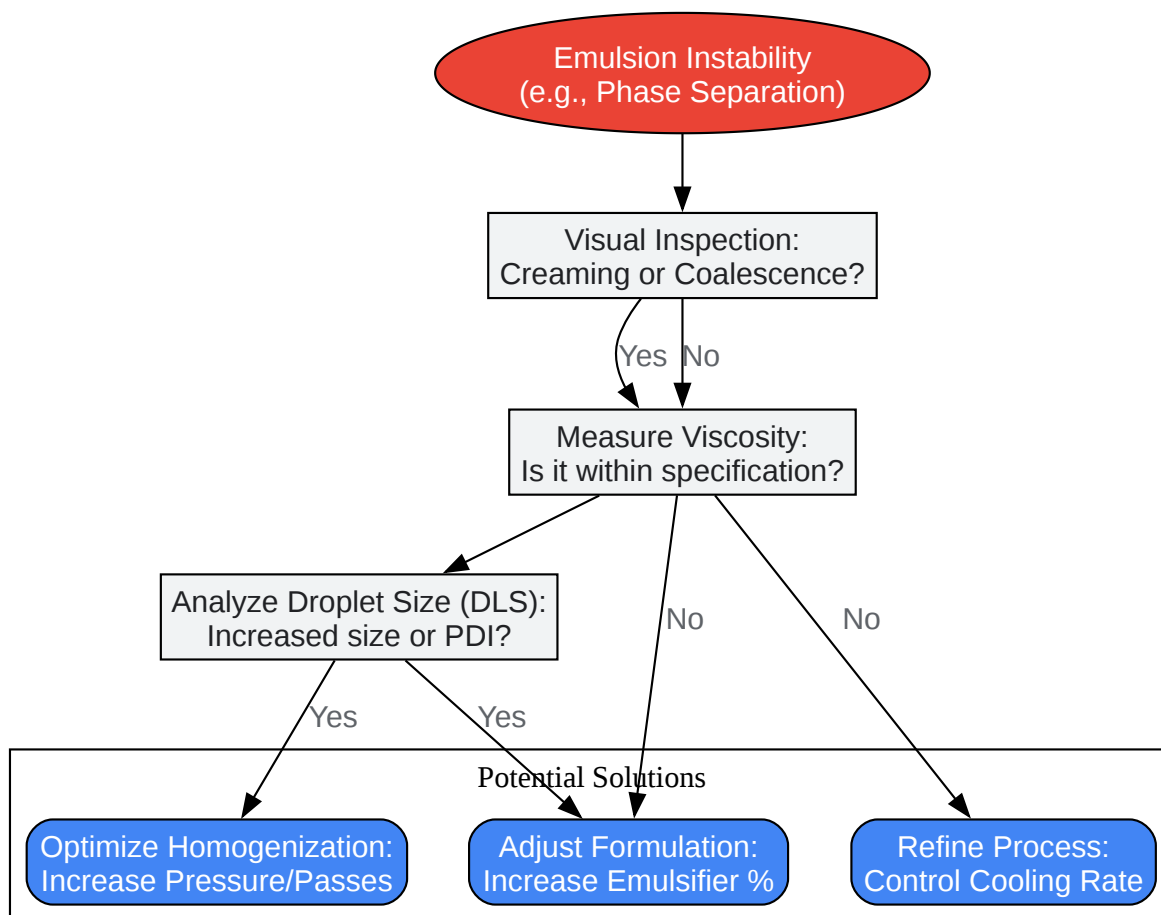 Emulsion Instability
(e.g., Phase Separation)
Visual Inspection:
Creaming or Coalescence?
Yes
No
Measure Viscosity:
Is it within specification?
Analyze Droplet Size (DLS):
Increased size or PDI?
No
No
Yes
Yes
Potential Solutions
Optimize Homogenization:
Increase Pressure/Passes
Adjust Formulation:
Increase Emulsifier %
Refine Process:
Control Cooling Rate